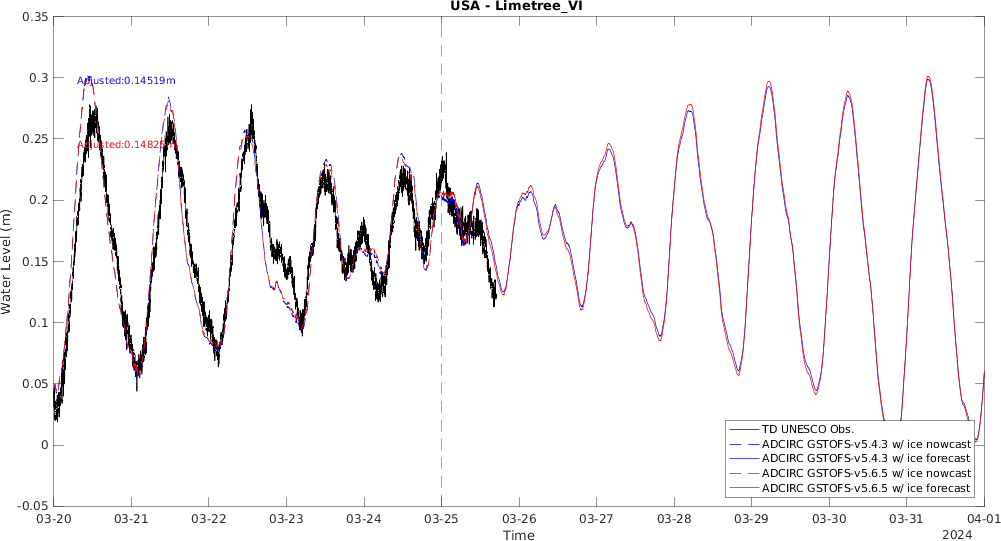 USA - Limetree_VI
0.35
0.3
0.25
0.2
0.15
0.1
0.05
0
-0.05
Water Level (m)
Adjusted:0.14519m
Adjusted:0.1482
TD UNESCO Obs.
ADCIRC GSTOFS-v5.4.3 w/ ice nowcast
ADCIRC GSTOFS-v5.4.3 w/ ice forecast
ADCIRC GSTOFS-v5.6.5 w/ ice nowcast
ADCIRC GSTOFS-v5.6.5 w/ ice forecast
03-20 03-21 03-22 03-23 03-24 03-25 03-26 03-27 03-28 03-29 03-30 03-31 04-01
Time
2024